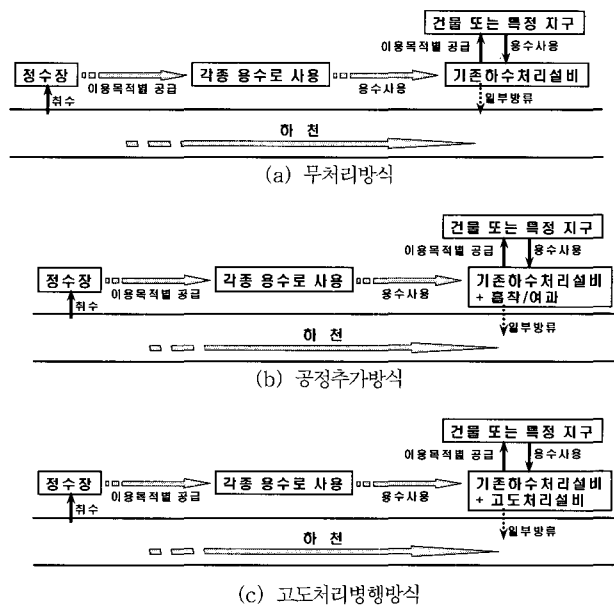 건물 또는 특정 지구
이용목적별 공급 용수사용
정수장 이용목적별 공급 각종 용수로 사용 용수사용 기존하수처리설비
취수 일부방류
하 천
(a) 무처리방식
건물 또는 특정 지구
이용목적별 공급 용수사용
정수장 이용목적별 공급 각종 용수로 사용 용수사용 기존하수처리설비
+ 흡착/여과
취수 일부방류
하 천
(b) 공정추가방식
건물 또는 특정 지구
이용목적별 공급 용수사용
정수장 이용목적별 공급 각종 용수로 사용 용수사용 기존하수처리설비
+ 고도처리설비
취수 일부방류
하 천
(c) 고도처리병행방식